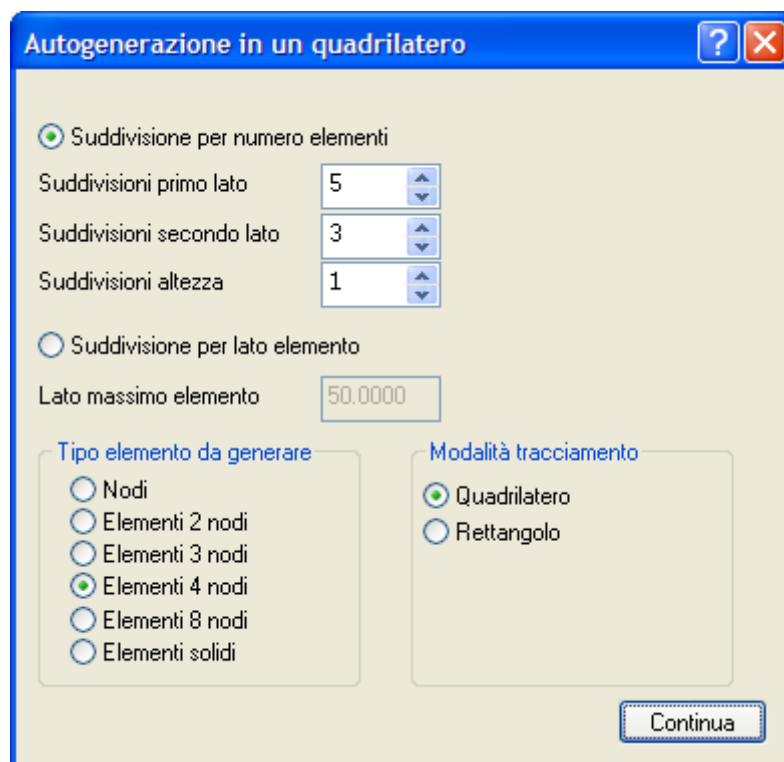 Autogenerazione in un quadrilatero
Suddivisione per numero elementi
Suddivisioni primo lato 5
Suddivisioni secondo lato 3
Suddivisioni altezza 1
Suddivisione per lato elemento
Lato massimo elemento 50.0000
Tipo elemento da generare
Nodi
Elementi 2 nodi
Elementi 3 nodi
Elementi 4 nodi
Elementi 8 nodi
Elementi solidi
Modalità tracciamento
Quadrilatero
Rettangolo
Continua